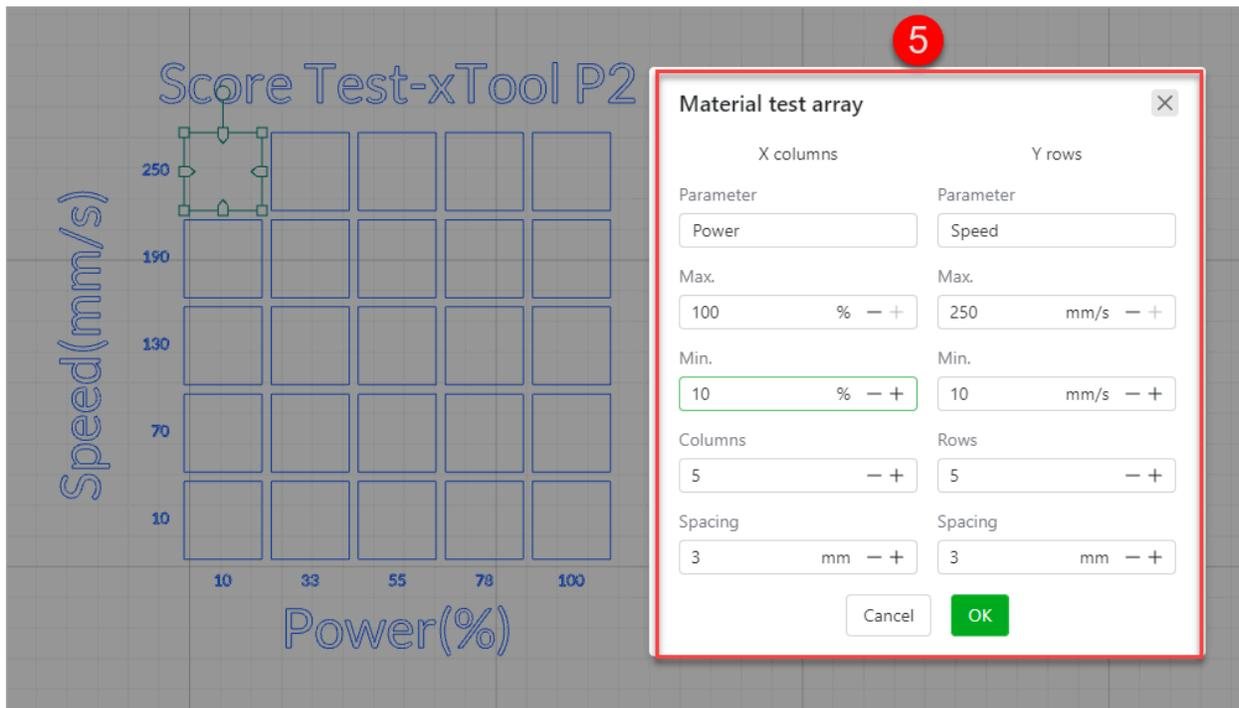 5
Score Test-xTool P2
Speed(mm/s)
250
190
130
70
10
10 33 55 78 100
Power(%)
Material test array
X columns Y rows
Parameter Parameter
Power Speed
Max. Max.
100 % 250 mm/s
Min. Min.
10 % 10 mm/s
Columns Rows
5 5
Spacing Spacing
3 mm 3 mm
Cancel OK